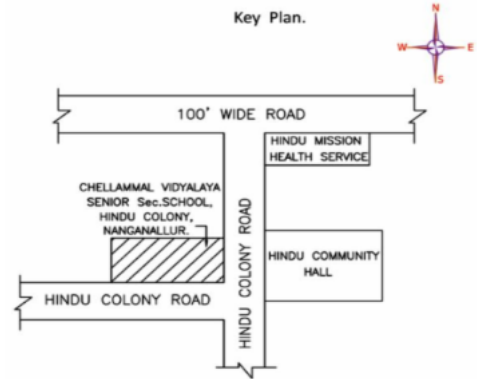 Key Plan.
N
W
E
S
100' WIDE ROAD
HINDU MISSION
HEALTH SERVICE
CHELLAMMAL VIDYALAYA
SENIOR Sec.SCHOOL,
HINDU COLONY,
NANGANALLUR.
HINDU COLONY ROAD
HINDU COMMUNITY
HALL
HINDU COLONY ROAD